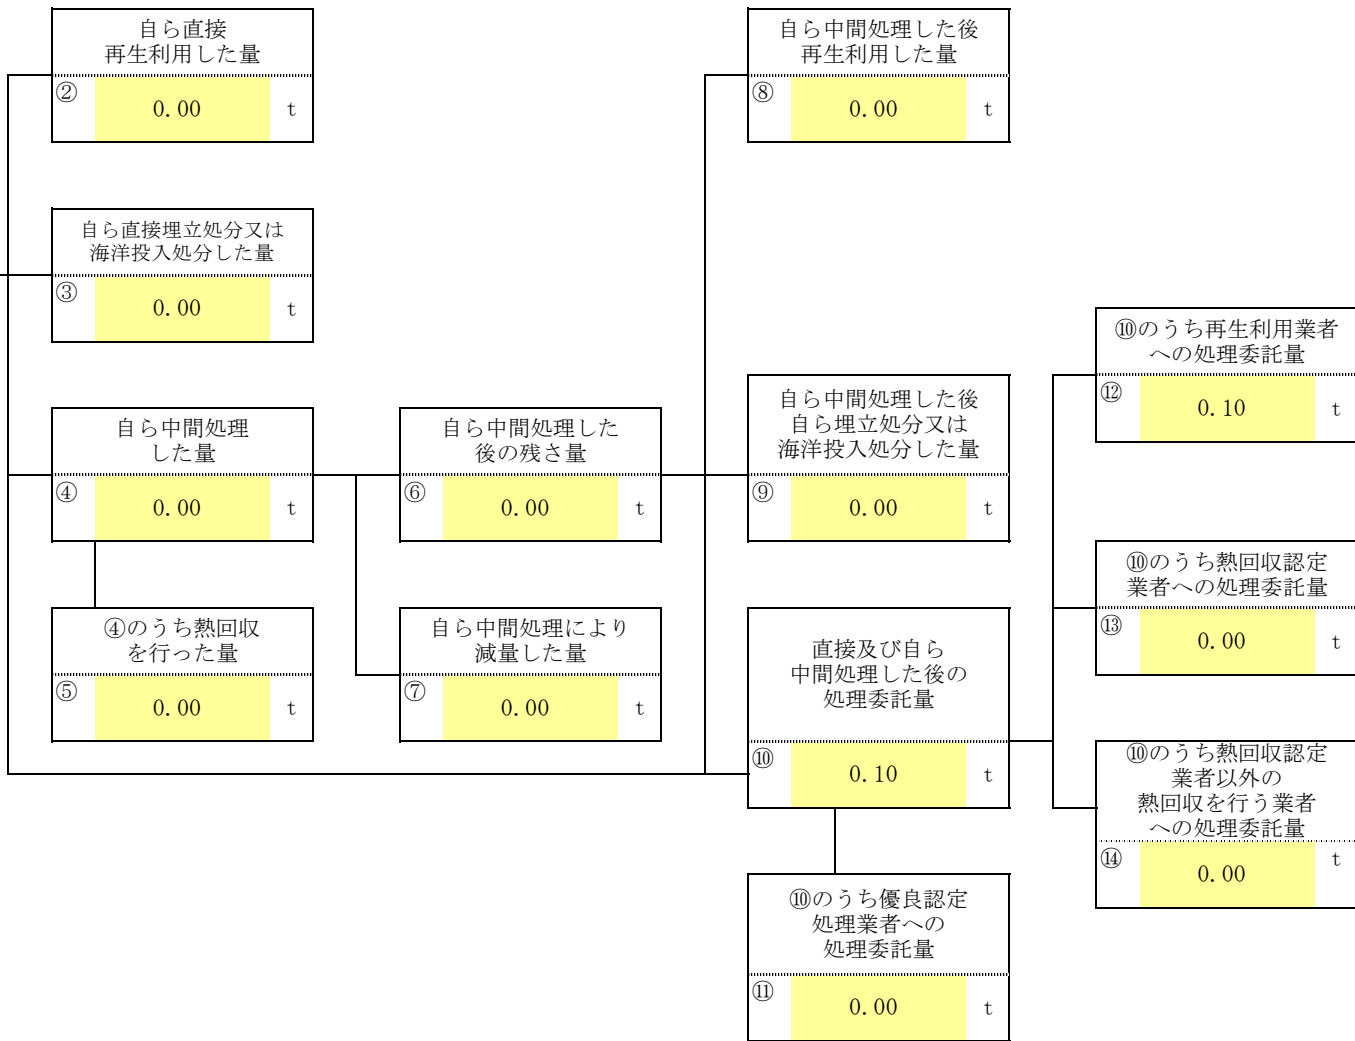 自ら直接
再生利用した量
② 0.00 t
自ら直接埋立処分又は
海洋投入処分した量
③ 0.00 t
自ら中間処理
した量
④ 0.00 t
④のうち熱回収
を行った量
⑤ 0.00 t
自ら中間処理した
後の残さ量
⑥ 0.00 t
自ら中間処理により
減量した量
⑦ 0.00 t
自ら中間処理した後
再生利用した量
⑧ 0.00 t
自ら中間処理した後
自ら埋立処分又は
海洋投入処分した量
⑨ 0.00 t
直接及び自ら
中間処理した後の
処理委託量
⑩ 0.10 t
⑩のうち優良認定
処理業者への
処理委託量
⑪ 0.00 t
⑩のうち再生利用業者
への処理委託量
⑫ 0.10 t
⑩のうち熱回収認定
業者への処理委託量
⑬ 0.00 t
⑩のうち熱回収認定
業者以外の
熱回収を行う業者
への処理委託量
⑭ 0.00 t